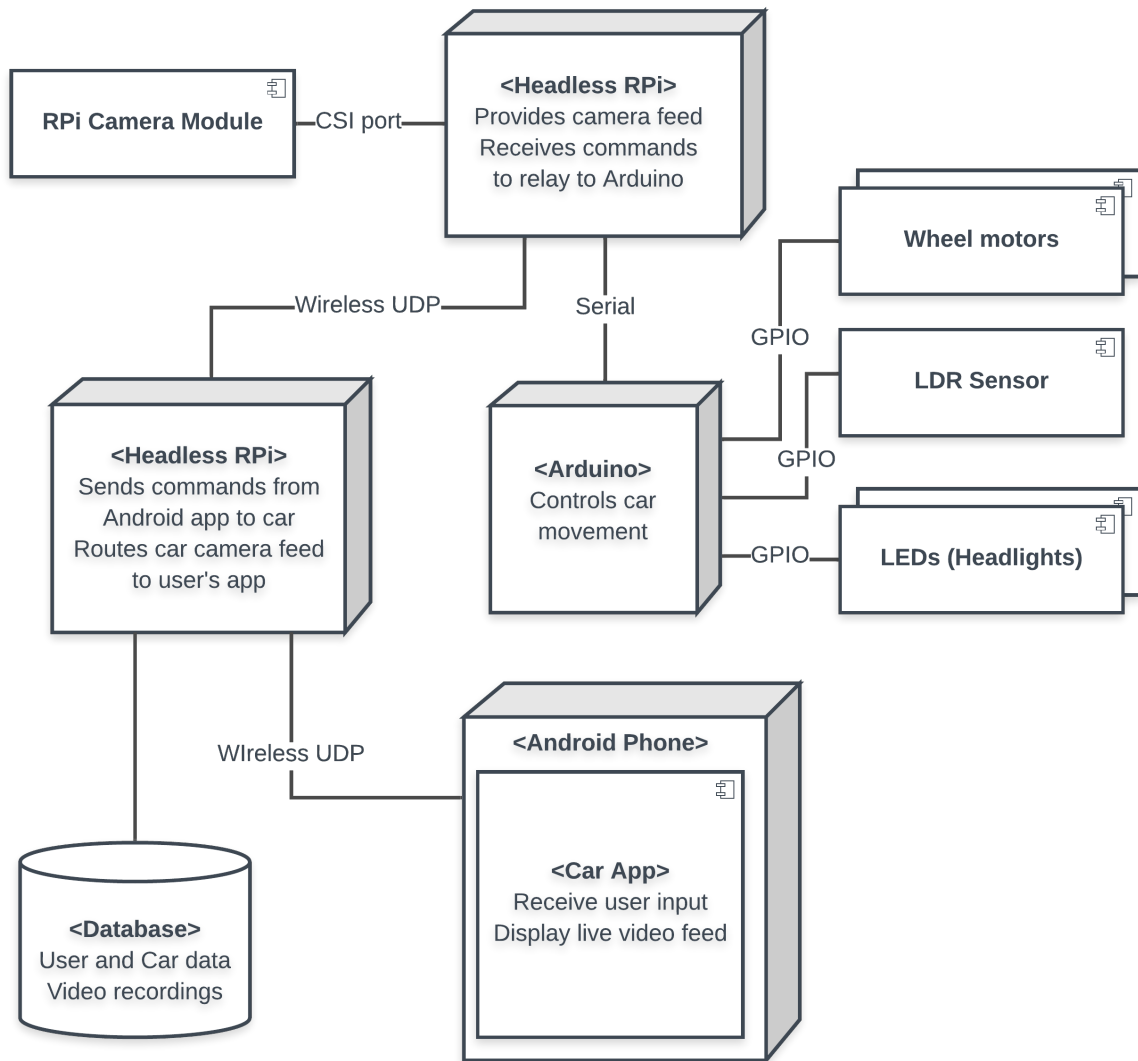 <Headless RPi>
Provides camera feed
Receives commands
to relay to Arduino
RPi Camera Module
CSI port
Wheel motors
Wireless UDP
Serial
GPIO
LDR Sensor
GPIO
<Headless RPi>
Sends commands from
Android app to car
Routes car camera feed
to user's app
<Arduino>
Controls car
movement
GPIO
LEDs (Headlights)
WIreless UDP
<Android Phone>
<Car App>
Receive user input
Display live video feed
<Database>
User and Car data
Video recordings